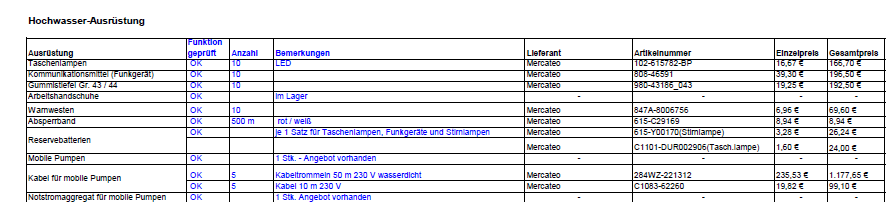 Hochwasser-Ausrüstung
Ausrüstung Funktion geprüft Anzahl Bemerkungen Lieferant Artikelnummer Einzelpreis Gesamtpreis
Taschenlampen OK 10 LED Mercateo 102-615782-BP 16,67 € 166,70 €
Kommunikationsmittel (Funkgerät) OK 10 Mercateo 808-46591 39,30 € 196,50 €
Gummistiefel Gr. 43 / 44 OK 10 Mercateo 980-43186_043 19,25 € 192,50 €
Arbeitshandschuhe OK im Lager - - - -
Warnwesten OK 10 Mercateo 847A-8006756 6,96 € 69,60 €
Absperrband OK 500 m rot / weiß Mercateo 615-C29169 8,94 € 8,94 €
Reservebatterien OK je 1 Satz für Taschenlampen, Funkgeräte und Stirnlampen Mercateo 615-Y00170(Stirnlampe) 3,28 € 26,24 €
Mercateo C1101-DUR002906(Tasch.lampe) 1,60 € 24,00 €
Mobile Pumpen OK 1 Stk. - Angebot vorhanden - - - -
Kabel für mobile Pumpen OK 5 Kabeltrommeln 50 m 230 V wasserdicht Mercateo 284WZ-221312 235,53 € 1.177,65 €
OK 5 Kabel 10 m 230 V Mercateo C1083-62260 19,82 € 99,10 €
Notstromaggregat für mobile Pumpen OK 1 Stk. Angebot vorhanden - - - -